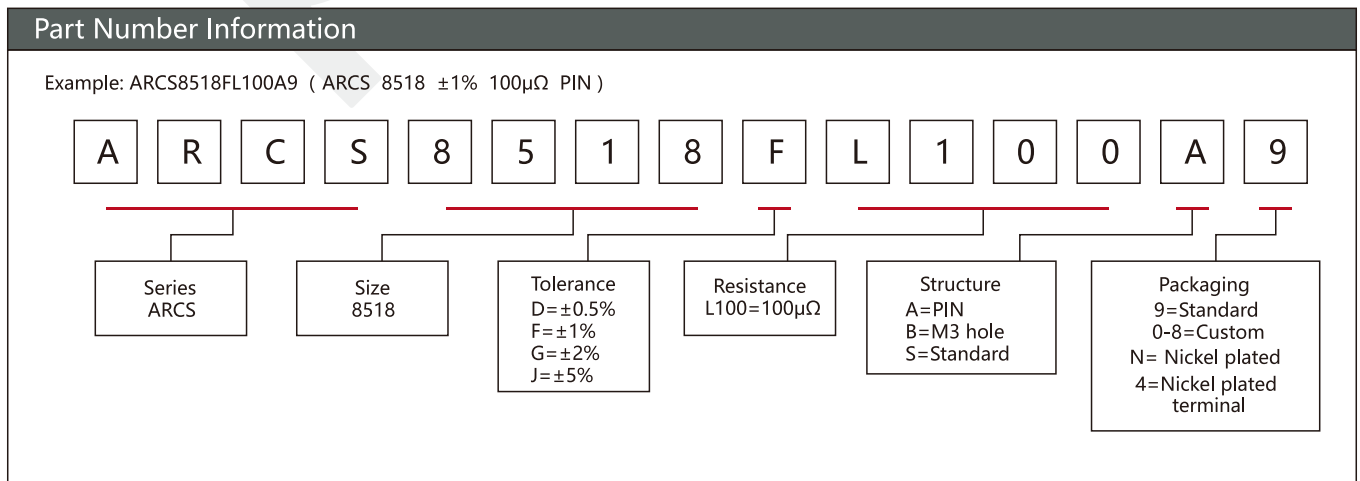 Part Number Information
Example: ARCS8518FL100A9 ( ARCS 8518 ±1% 100μΩ PIN )
A R C S 8 5 1 8 F L 1 0 0 A 9
Series
ARCS
Size
8518
Tolerance
D=±0.5%
F=±1%
G=±2%
J=±5%
Resistance
L100=100μΩ
Structure
A=PIN
B=M3 hole
S=Standard
Packaging
9=Standard
0-8=Custom
N= Nickel plated
4=Nickel plated
terminal